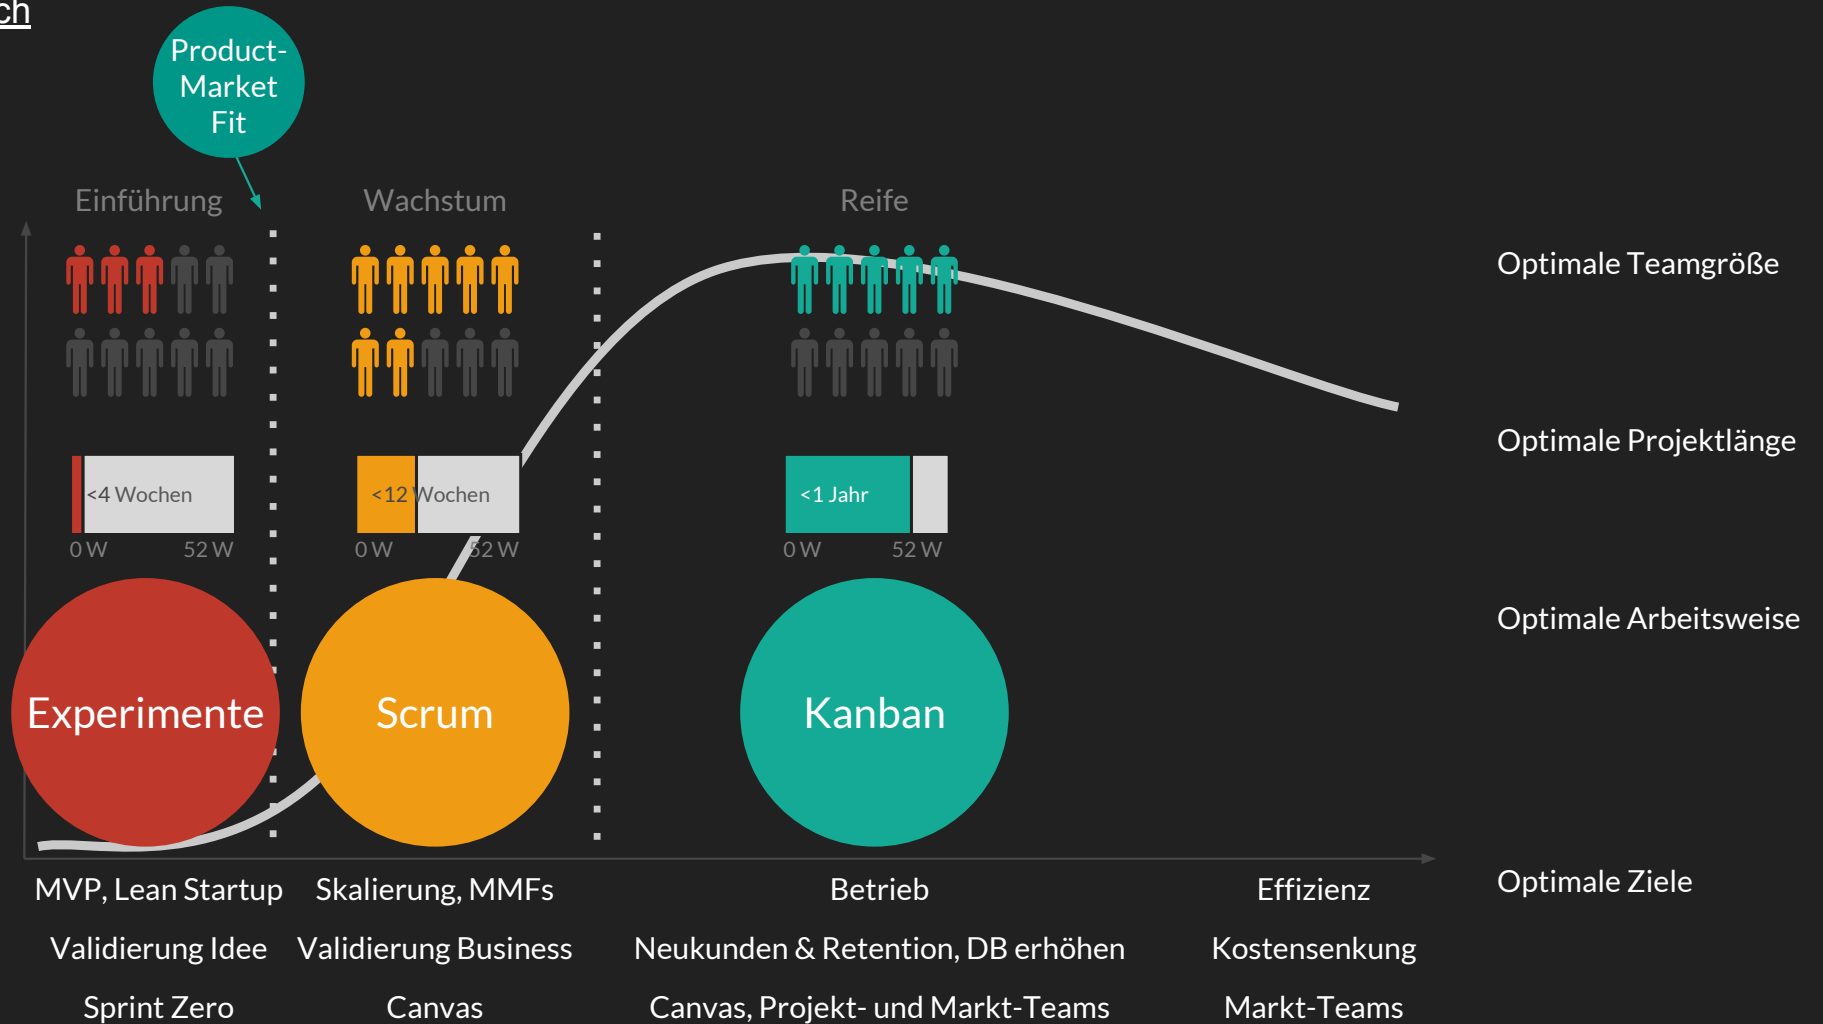 Product-
Market
Fit
Einführung
Wachstum
Reife
Optimale Teamgröße
Optimale Projektlänge
<4 Wochen
<12 Wochen
<1 Jahr
0 W
52 W
0 W
52 W
0 W
52 W
Optimale Arbeitsweise
Experimente
Scrum
Kanban
MVP, Lean Startup
Skalierung, MMFs
Betrieb
Effizienz
Optimale Ziele
Validierung Idee
Validierung Business
Neukunden & Retention, DB erhöhen
Kostensenkung
Sprint Zero
Canvas
Canvas, Projekt- und Markt-Teams
Markt-Teams